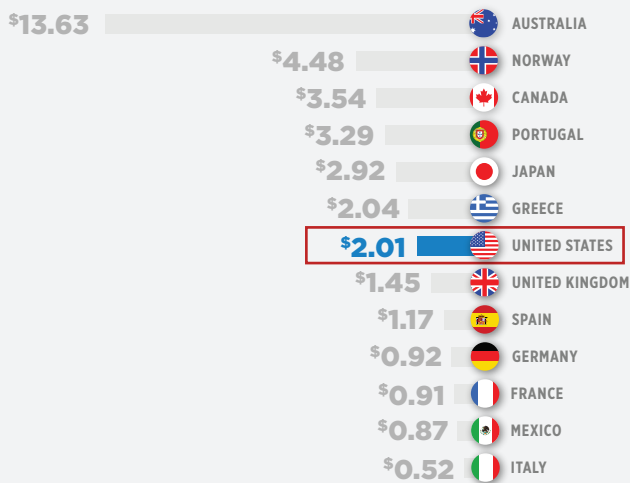 $13.63 AUSTRALIA
$4.48 NORWAY
$3.54 CANADA
$3.29 PORTUGAL
$2.92 JAPAN
$2.04 GREECE
$2.01 UNITED STATES
$1.45 UNITED KINGDOM
$1.17 SPAIN
$0.92 GERMANY
$0.91 FRANCE
$0.87 MEXICO
$0.52 ITALY